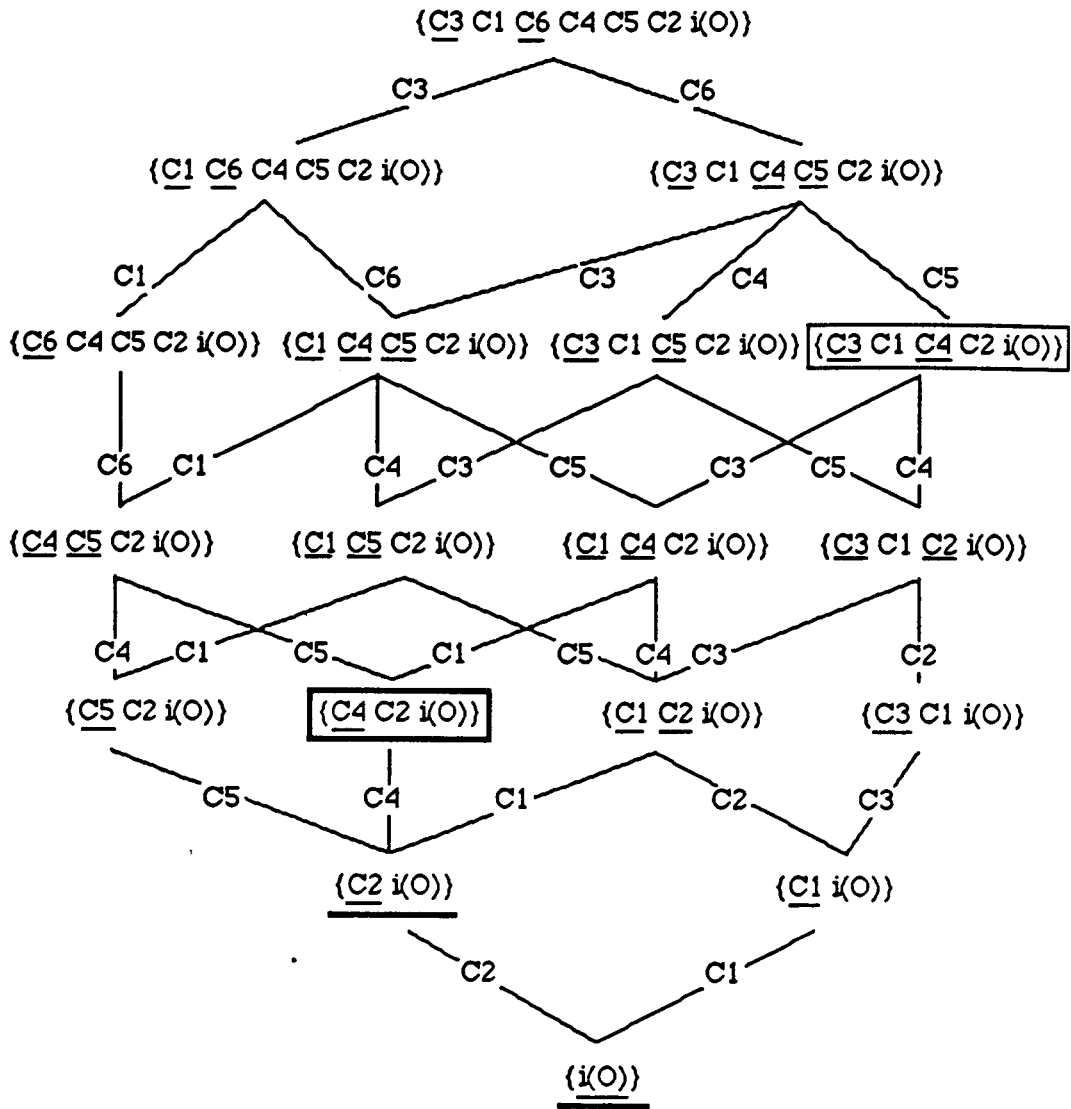 {C3 C1 C6 C4 C5 C2 i(O)}
C3 C6
{C1 C6 C4 C5 C2 i(O)} {C3 C1 C4 C5 C2 i(O)}
C1 C6 C3 C4 C5
{C6 C4 C5 C2 i(O)} {C1 C4 C5 C2 i(O)} {C3 C1 C5 C2 i(O)} {C3 C1 C4 C2 i(O)}
C6 C1 C4 C3 C5 C3 C5 C4
{C4 C5 C2 i(O)} {C1 C5 C2 i(O)} {C1 C4 C2 i(O)} {C3 C1 C2 i(O)}
C4 C1 C5 C1 C5 C4 C3 C2
{C5 C2 i(O)} {C4 C2 i(O)} {C1 C2 i(O)} {C3 C1 i(O)}
C5 C4 C1 C2 C3
{C2 i(O)} {C1 i(O)}
C2 C1
{i(O)}